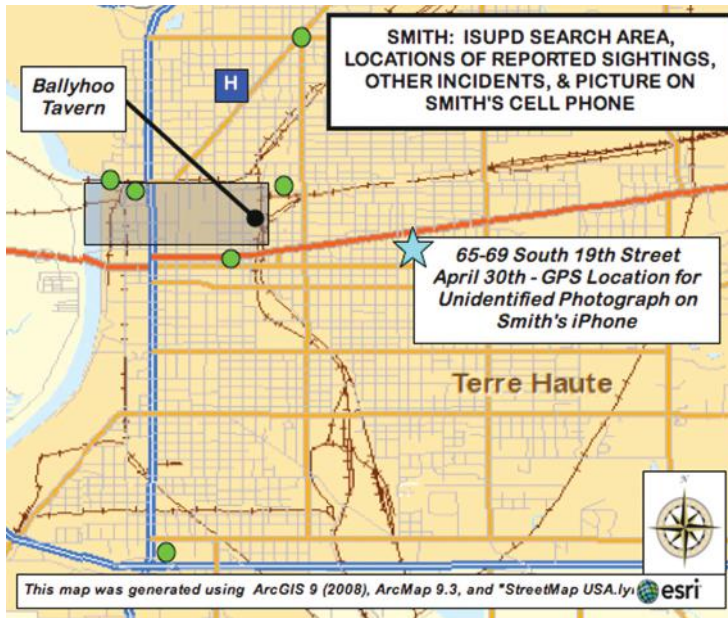 SMITH: ISUPD SEARCH AREA,
LOCATIONS OF REPORTED SIGHTINGS,
OTHER INCIDENTS, & PICTURE ON
SMITH'S CELL PHONE
Ballyhoo
Tavern
H
65-69 South 19th Street
April 30th - GPS Location for
Unidentified Photograph on
Smith's iPhone
Terre Haute
N
This map was generated using ArcGIS 9 (2008), ArcMap 9.3, and "StreetMap USA.lyr
esri